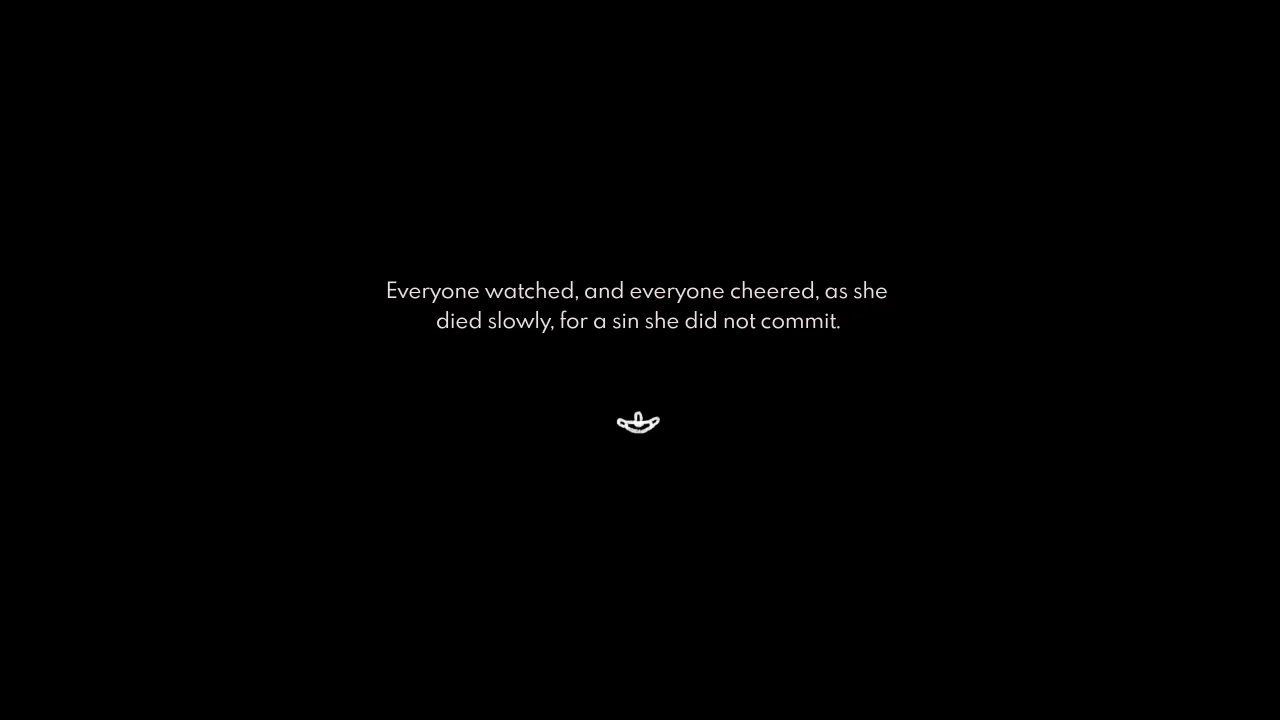 Everyone watched, and everyone cheered, as she
died slowly, for a sin she did not commit.